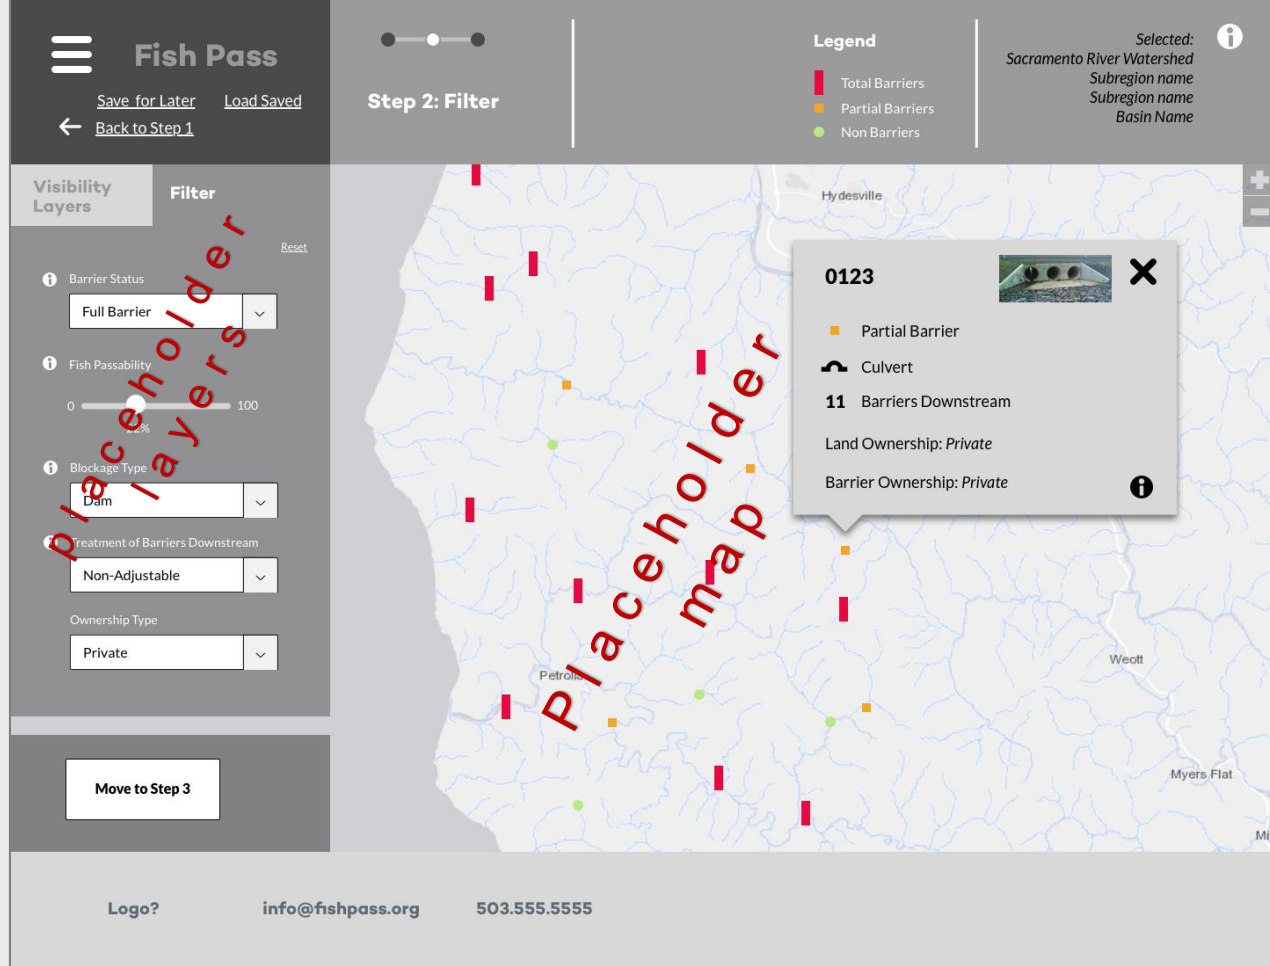 Fish Pass
Save for Later
Load Saved
Back to Step 1
Step 2: Filter
Legend
Total Barriers
Partial Barriers
Non Barriers
Selected:
Sacramento River Watershed
Subregion name
Subregion name
Basin Name
Visibility
Layers
Filter
Reset
Barrier Status
Full Barrier
Fish Passability
0
100
Blockage Type
Dam
Treatment of Barriers Downstream
Non-Adjustable
Ownership Type
Private
placeholder
layers
Move to Step 3
Hydesville
0123
Partial Barrier
Culvert
11 Barriers Downstream
Land Ownership: Private
Barrier Ownership: Private
Placeholder
map
Petrolia
Weott
Myers Flat
Mi
Logo?
info@fishpass.org
503.555.5555